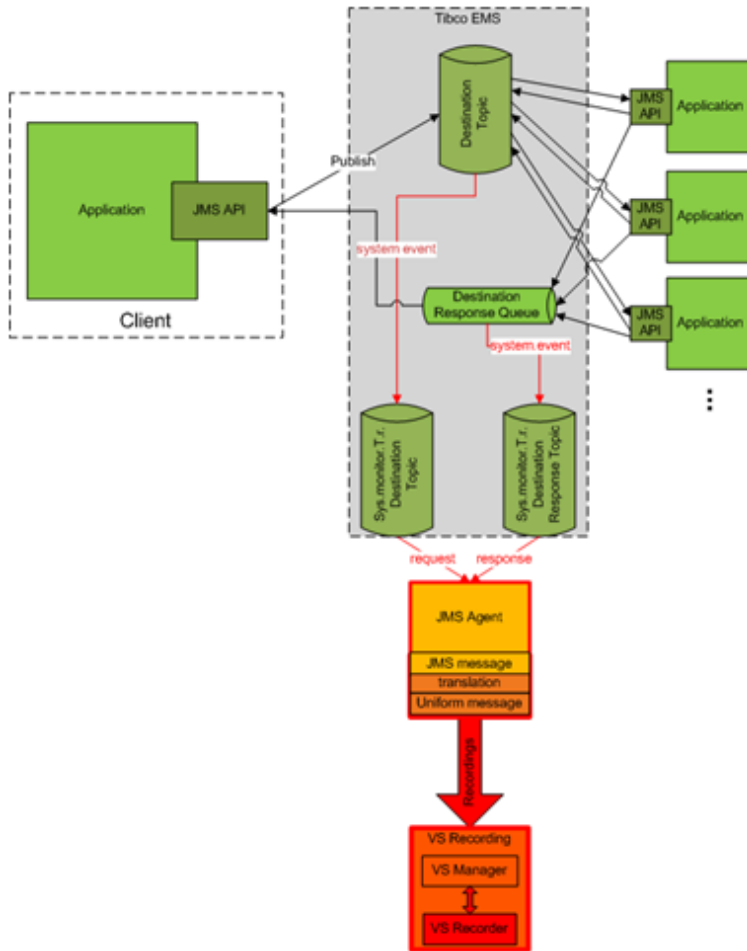 Tibco EMS
Destination
Topic
JMS
API
Application
Publish
Application
JMS API
Client
system event
JMS
API
Application
Destination
Response Queue
system.event
JMS
API
Application
Sys.monitor.T.r.
Destination
Topic
Sys.monitor.T.r.
Destination
Response Topic
request
response
JMS Agent
JMS message
translation
Uniform message
Recordings
VS Recording
VS Manager
VS Recorder